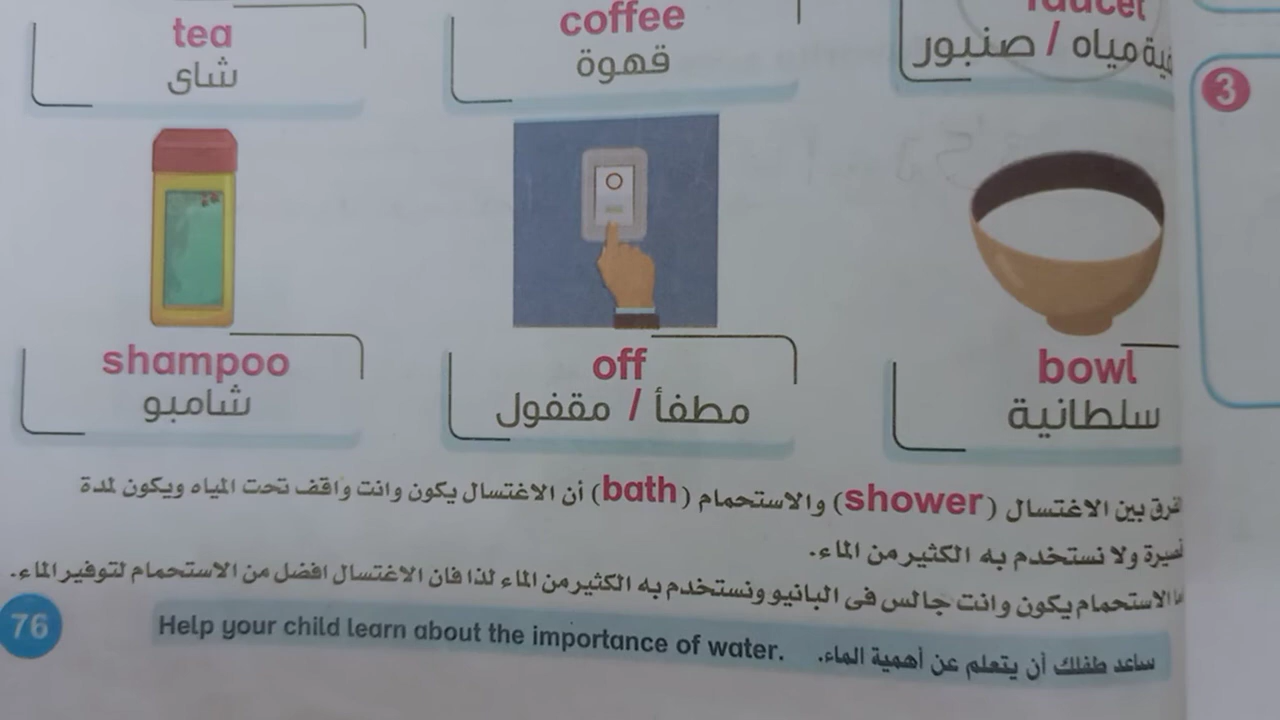 tea
شاى
coffee
قهوة
faucet
مياه / صنبور
3
shampoo
شامبو
off
مطفأ / مقفول
bowl
سلطانية
بين الاغتسال (shower) والاستحمام (bath) أن الاغتسال يكون وانت واقف تحت المياه ويكون لمدة
ولا نستخدم به الكثير من الماء.
الاستحمام يكون وانت جالس فى البانيو ونستخدم به الكثير من الماء لذا فان الاغتسال افضل من الاستحمام لتوفير الماء.
76
Help your child learn about the importance of water. ساعد طفلك أن يتعلم عن أهمية الماء.